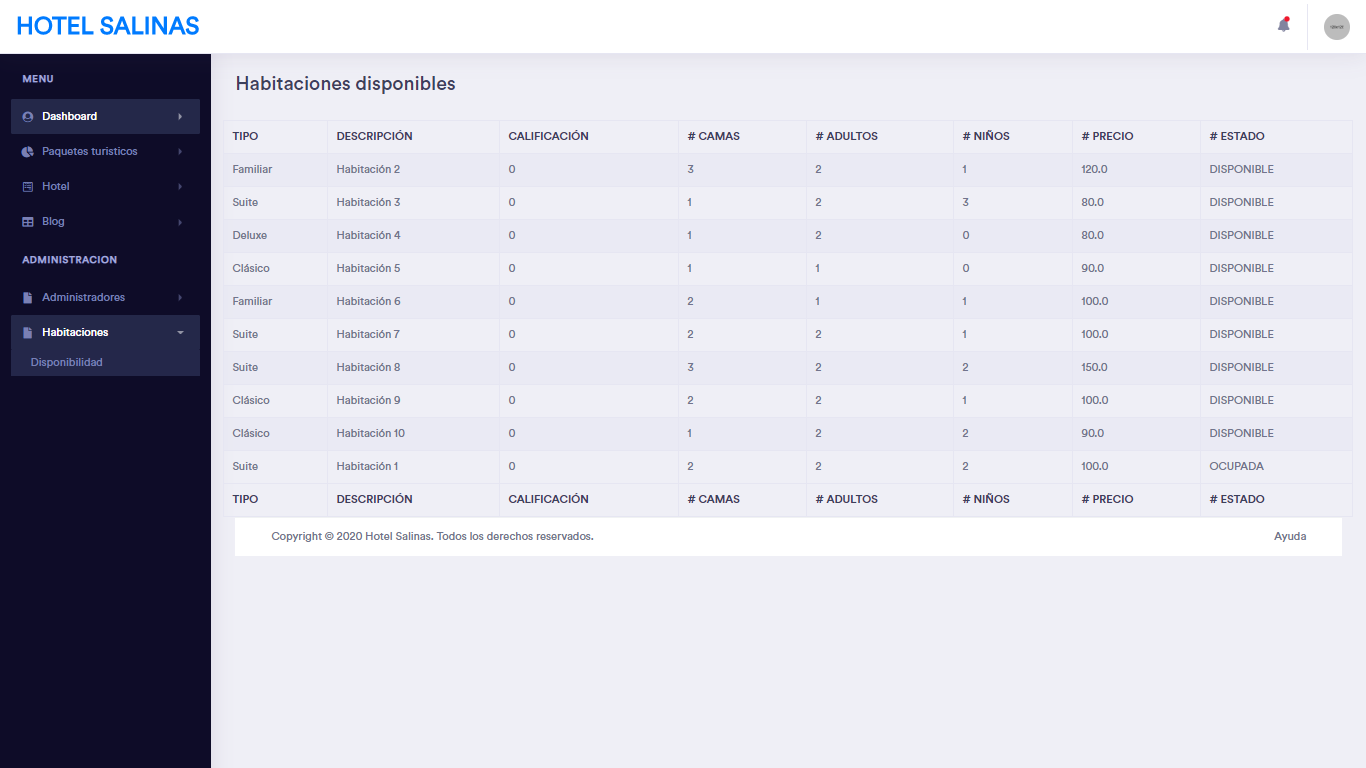 HOTEL SALINAS
MENU
Dashboard
Paquetes turisticos
Hotel
Blog
ADMINISTRACION
Administradores
Habitaciones
Disponibilidad
Habitaciones disponibles
TIPO DESCRIPCIÓN CALIFICACIÓN # CAMAS # ADULTOS # NIÑOS # PRECIO # ESTADO
Familiar Habitación 2 0 3 2 1 120.0 DISPONIBLE
Suite Habitación 3 0 1 2 3 80.0 DISPONIBLE
Deluxe Habitación 4 0 1 2 0 80.0 DISPONIBLE
Clásico Habitación 5 0 1 1 0 90.0 DISPONIBLE
Familiar Habitación 6 0 2 1 1 100.0 DISPONIBLE
Suite Habitación 7 0 2 2 1 100.0 DISPONIBLE
Suite Habitación 8 0 3 2 2 150.0 DISPONIBLE
Clásico Habitación 9 0 2 2 1 100.0 DISPONIBLE
Clásico Habitación 10 0 1 2 2 90.0 DISPONIBLE
Suite Habitación 1 0 2 2 2 100.0 OCUPADA
TIPO DESCRIPCIÓN CALIFICACIÓN # CAMAS # ADULTOS # NIÑOS # PRECIO # ESTADO
Copyright © 2020 Hotel Salinas. Todos los derechos reservados. Ayuda